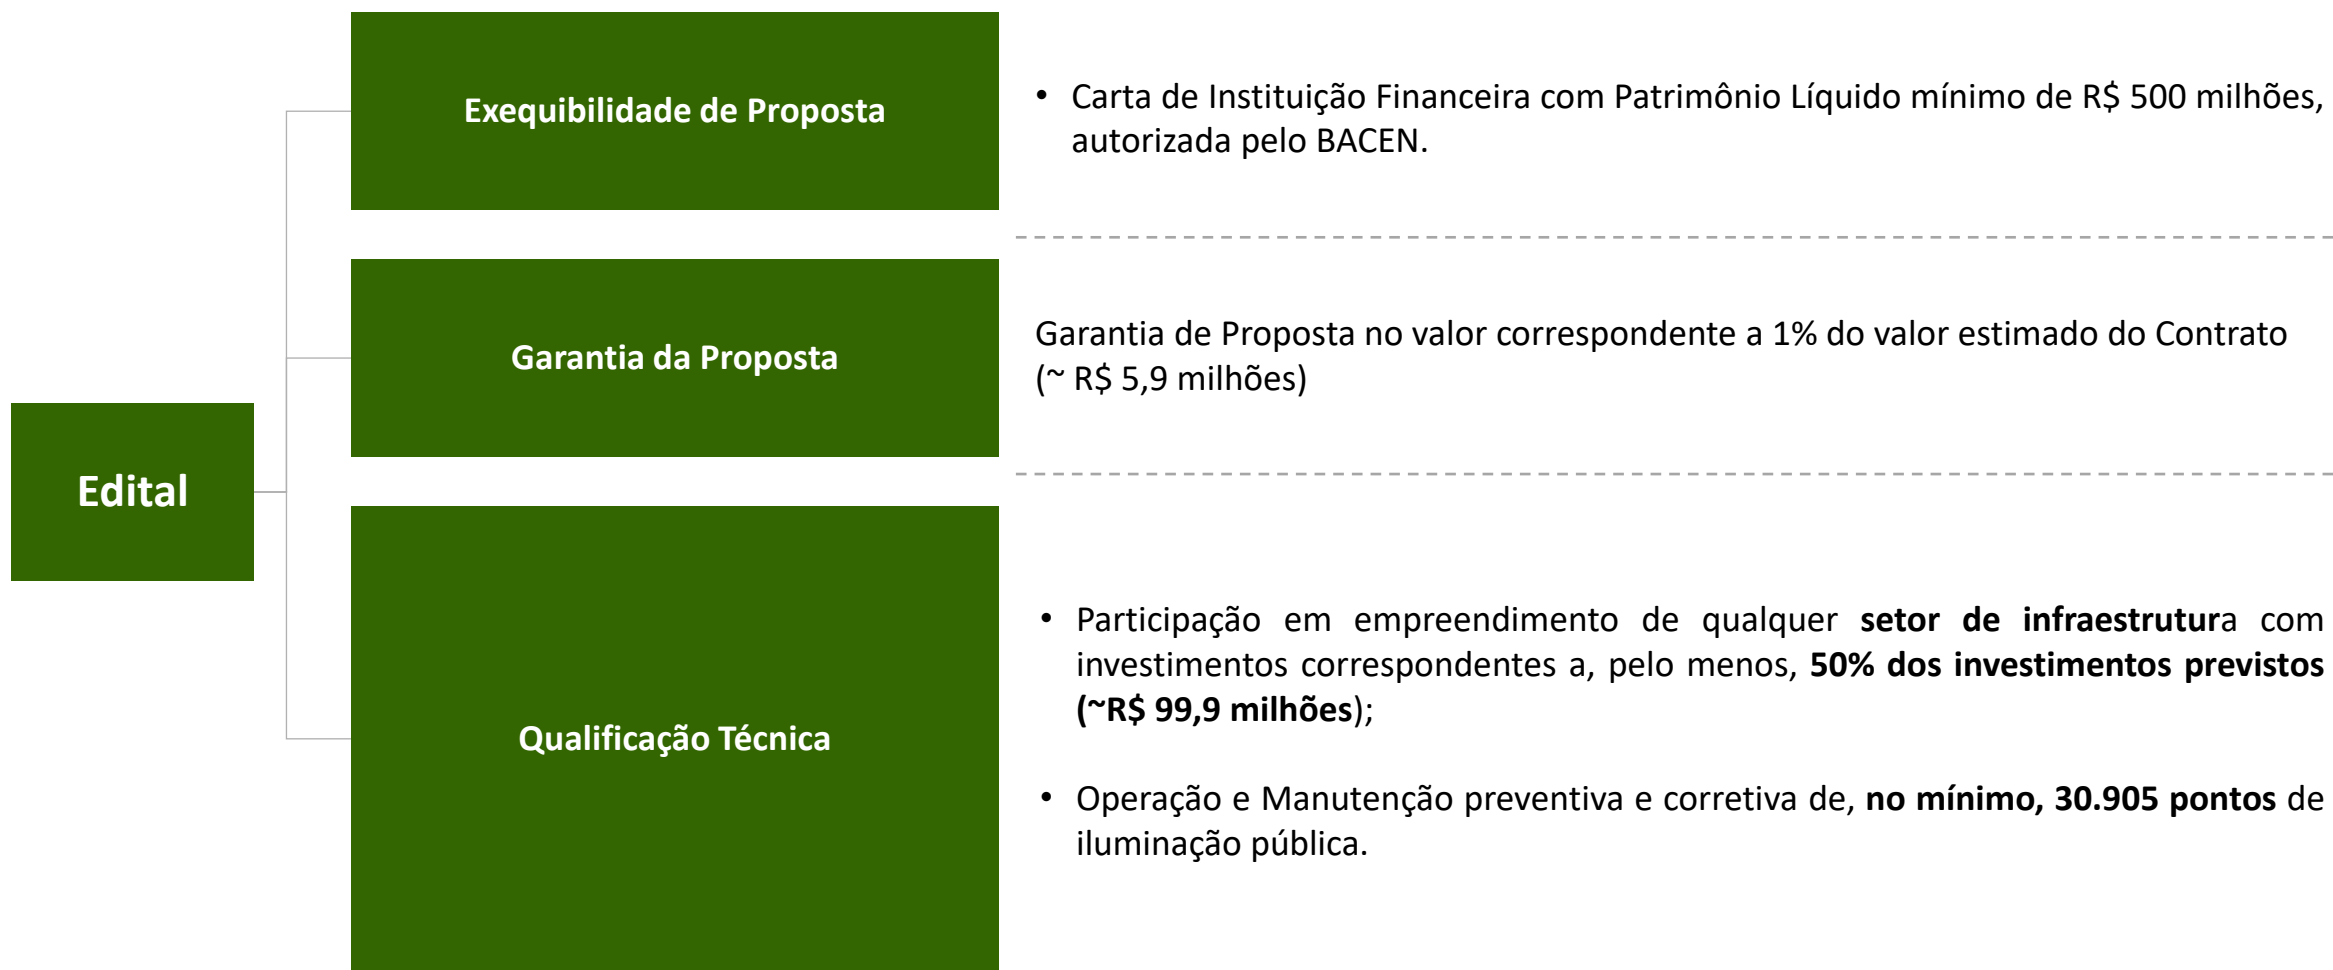 Exequibilidade de Proposta
• Carta de Instituição Financeira com Patrimônio Líquido mínimo de R$ 500 milhões,
autorizada pelo BACEN.
Garantia da Proposta
Garantia de Proposta no valor correspondente a 1% do valor estimado do Contrato
(~ R$ 5,9 milhões)
Edital
Qualificação Técnica
• Participação em empreendimento de qualquer setor de infraestrutura com
investimentos correspondentes a, pelo menos, 50% dos investimentos previstos
(~R$ 99,9 milhões);
• Operação e Manutenção preventiva e corretiva de, no mínimo, 30.905 pontos de
iluminação pública.